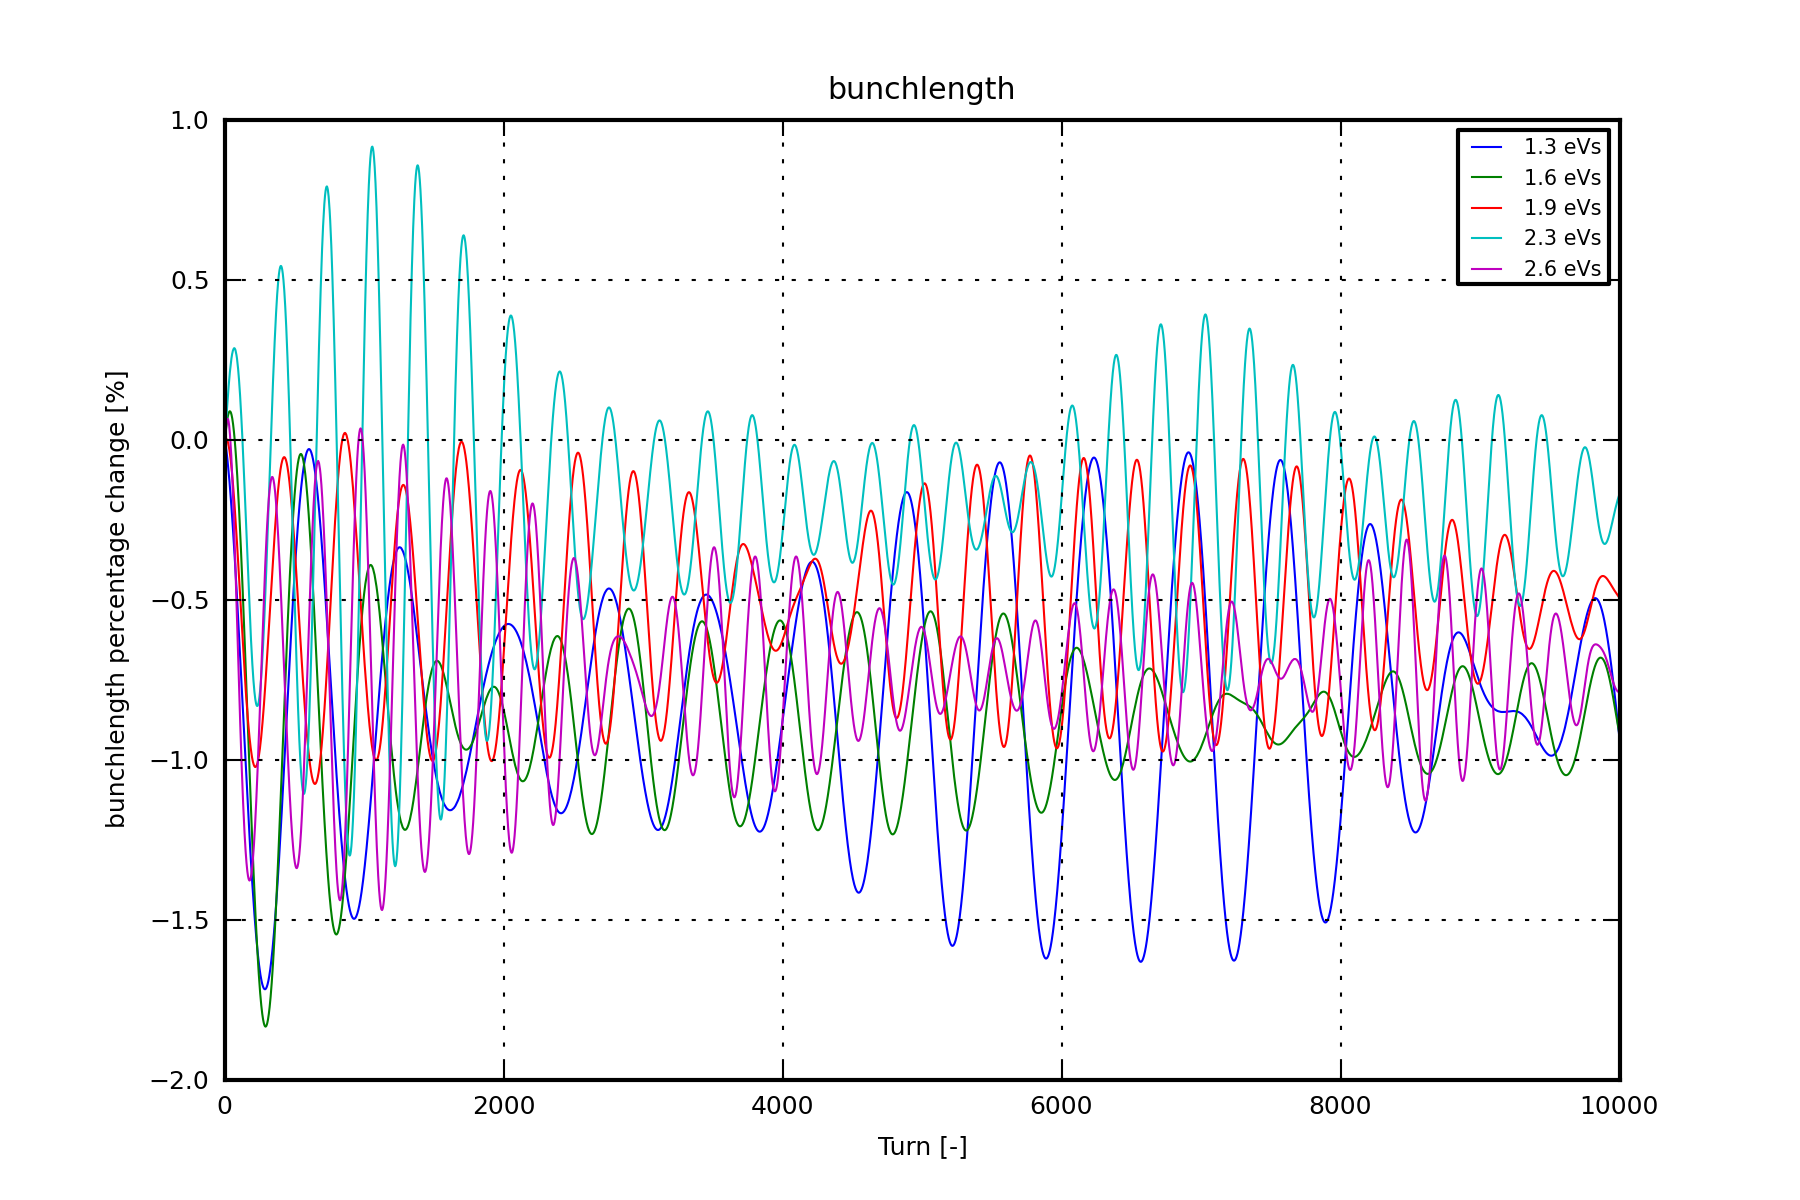 bunchlength
1.0
0.5
0.0
−0.5
−1.0
−1.5
−2.0
bunchlength percentage change [%]
1.3 eVs
1.6 eVs
1.9 eVs
2.3 eVs
2.6 eVs
0 2000 4000 6000 8000 10000
Turn [-]